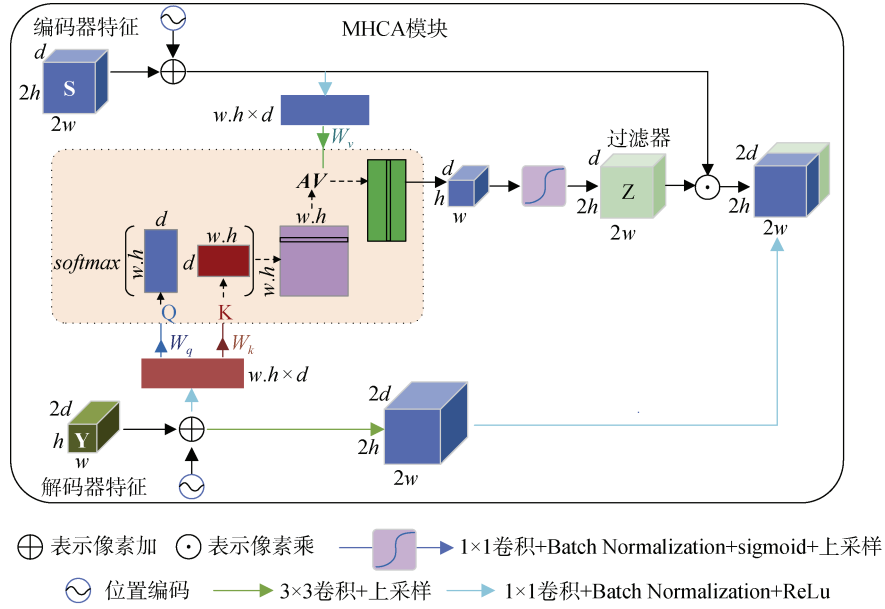 编码器特征
MHCA模块
d
S
2h
2w
w.h×d
W_v
过滤器
AV
d
h
w
d
Z
2h
2w
2d
2h
2w
w.h
d
w.h
softmax
w.h
d
w.h
Q
K
W_q
W_k
w.h×d
2d
Y
h
w
2d
2h
2w
解码器特征
表示像素加
表示像素乘
1×1卷积+Batch Normalization+sigmoid+上采样
位置编码
3×3卷积+上采样
1×1卷积+Batch Normalization+ReLu